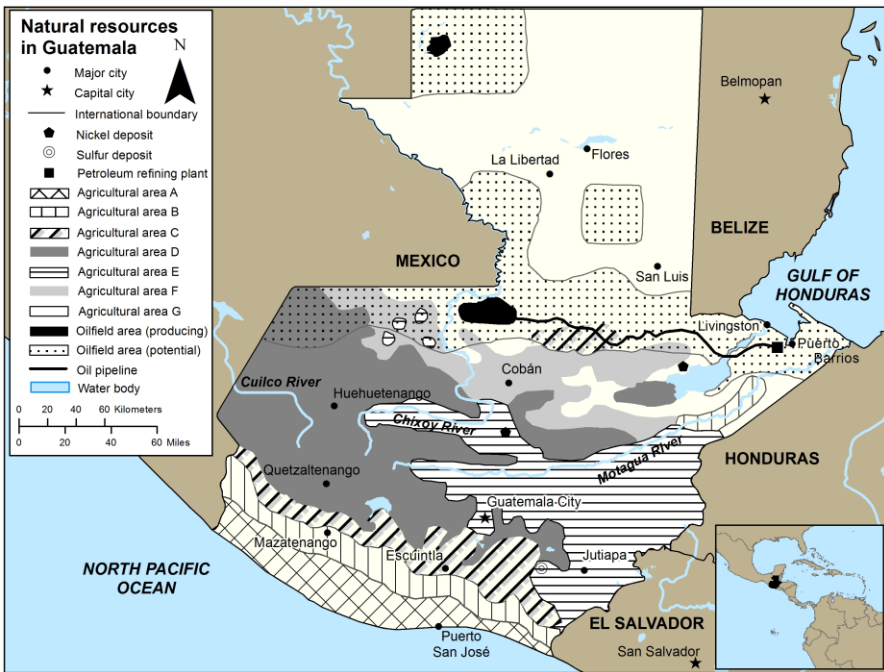 Natural resources
in Guatemala
N
Major city
Capital city
International boundary
Nickel deposit
Sulfur deposit
Petroleum refining plant
Agricultural area A
Agricultural area B
Agricultural area C
Agricultural area D
Agricultural area E
Agricultural area F
Agricultural area G
Oilfield area (producing)
Oilfield area (potential)
Oil pipeline
Water body
0 20 40 60 Kilometers
0 20 40 60 Miles
Belmopan
Flores
La Libertad
BELIZE
MEXICO
San Luis
GULF OF
HONDURAS
Livingston
Puerto
Barrios
Cobán
Cuilco River
Huehuetenango
Chixoy River
Motagua River
HONDURAS
Quetzaltenango
Guatemala City
Mazatenango
Escuintla
Jutiapa
NORTH PACIFIC
OCEAN
EL SALVADOR
Puerto
San José
San Salvador